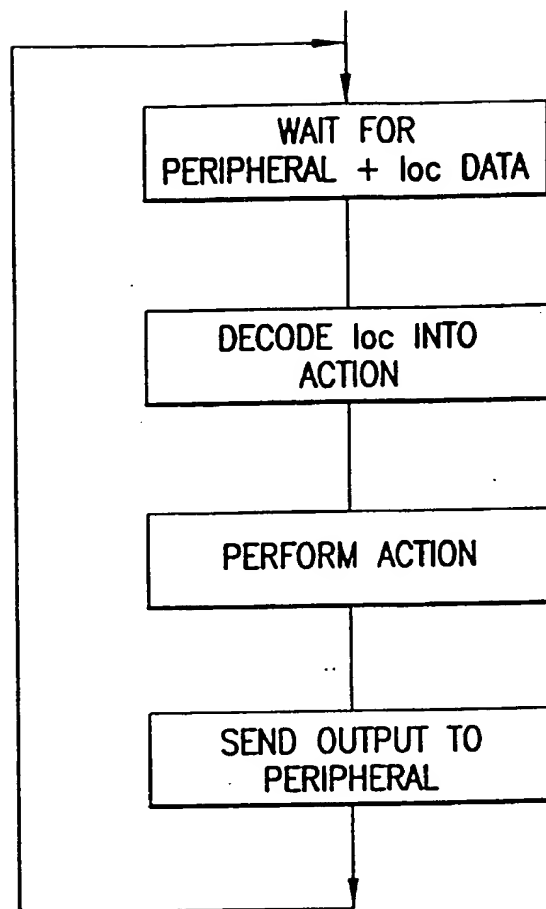 WAIT FOR
PERIPHERAL + loc DATA
DECODE loc INTO
ACTION
PERFORM ACTION
SEND OUTPUT TO
PERIPHERAL